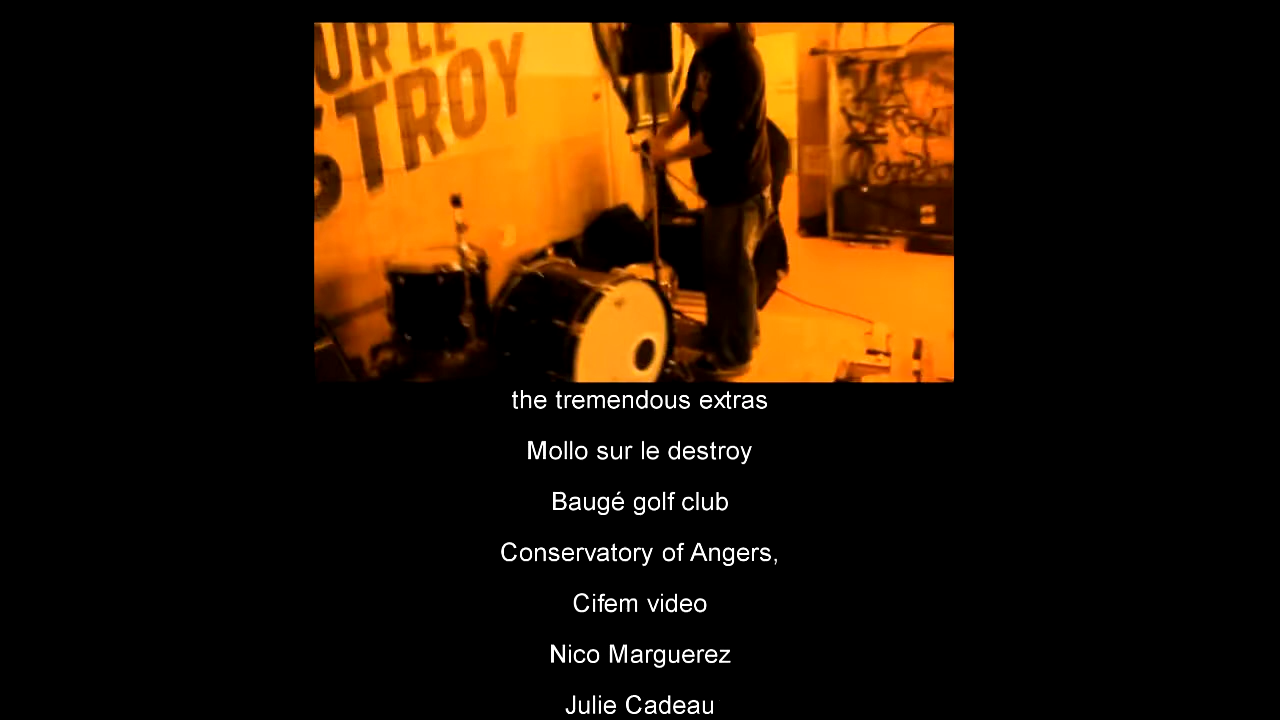 UR LE
STROY
the tremendous extras
Mollo sur le destroy
Baugé golf club
Conservatory of Angers,
Cifem video
Nico Marguerez
Julie Cadeau